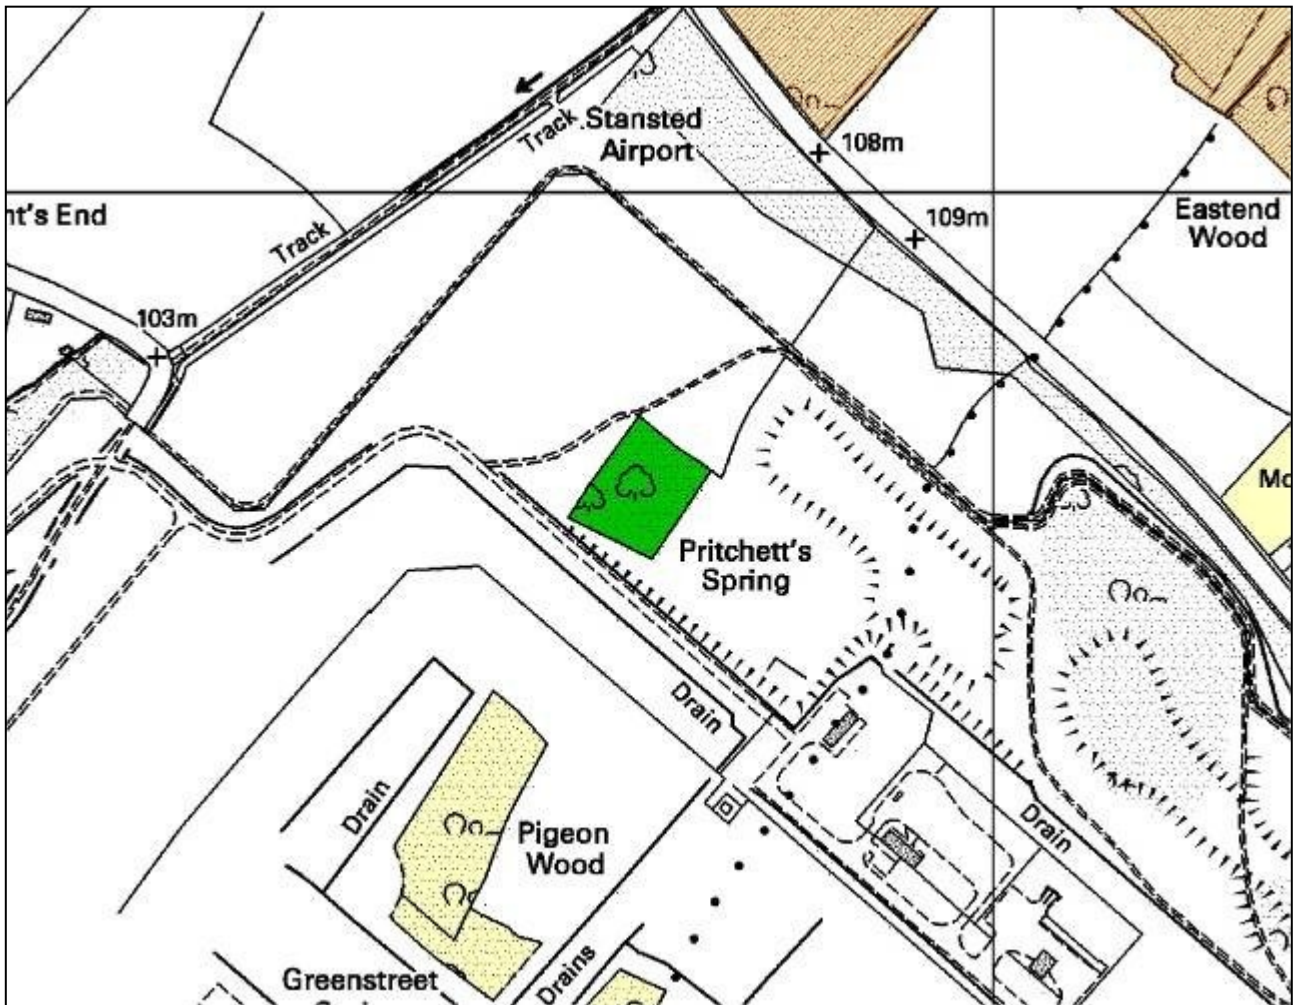 Track
Stansted
Airport
108m
109m
Eastend
Wood
nt's End
Track
103m
Mo
Pritchett's
Spring
Drain
Drain
Pigeon
Wood
Drain
Drains
Greenstreet